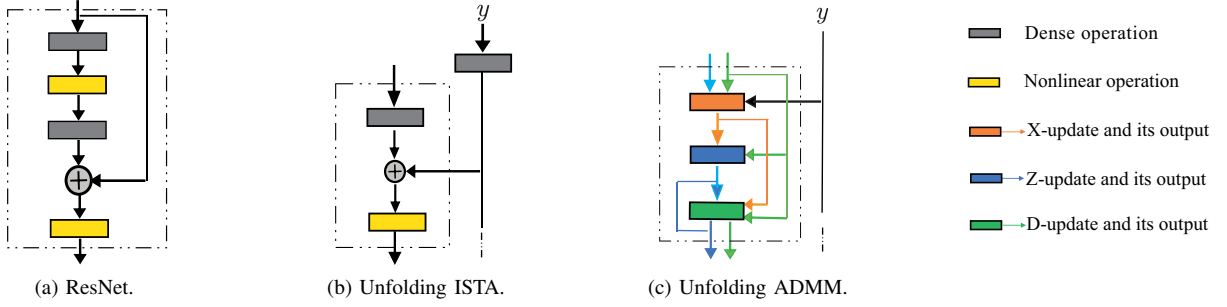 y
y
Dense operation
Nonlinear operation
X-update and its output
Z-update and its output
D-update and its output
(a) ResNet.
(b) Unfolding ISTA.
(c) Unfolding ADMM.